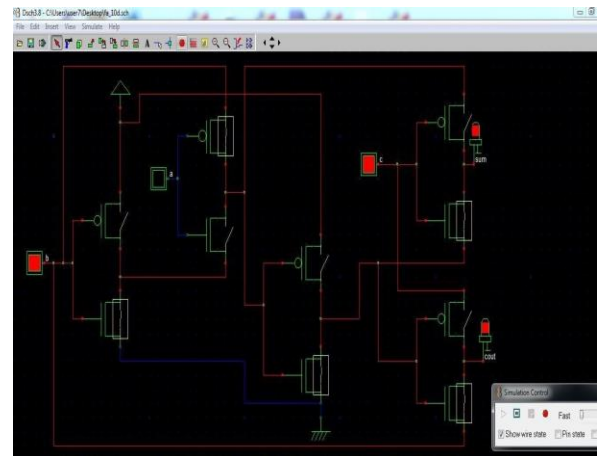 Dsch3.8 - C:\Users\user7\Desktop\fe_10d.sch
File Edit Insert View Simulate Help
a
c
sum
b
cout
Simulation Control
Fast
Show wire state Pin state